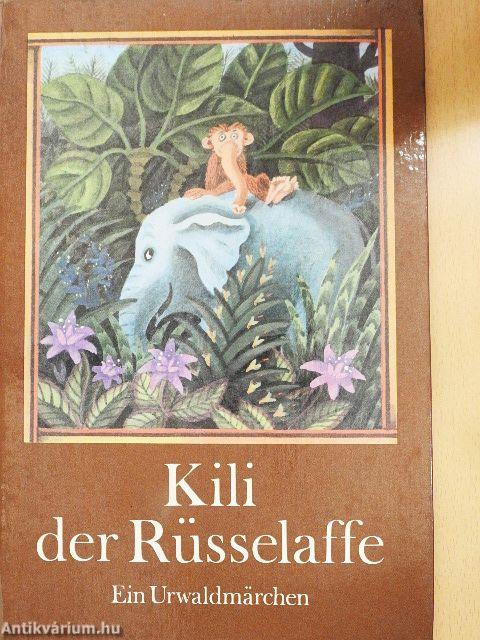 Kili
der Rüsselaffe
Ein Urwaldmärchen
Antikvárium.hu